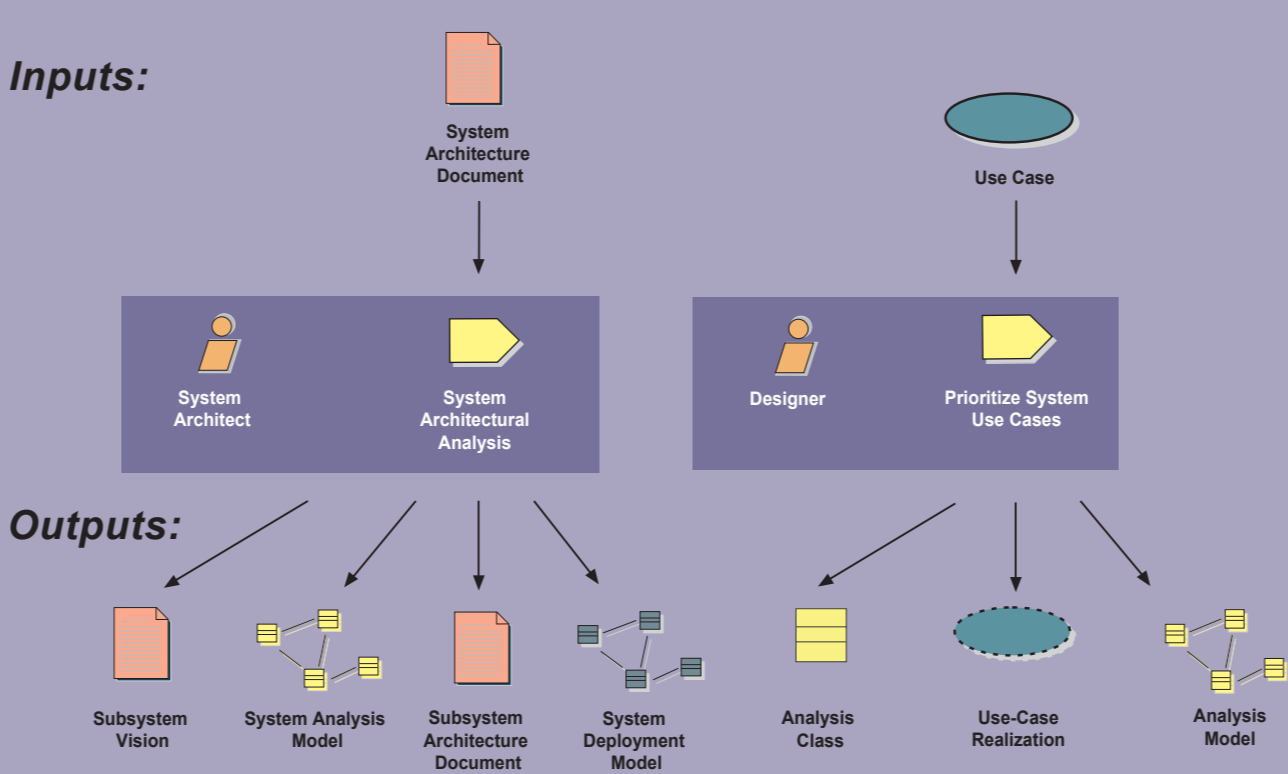 Inputs:
System
Architecture
Document
Use Case
System
Architect
System
Architectural
Analysis
Designer
Prioritize System
Use Cases
Outputs:
Subsystem
Vision
System Analysis
Model
Subsystem
Architecture
Document
System
Deployment
Model
Analysis
Class
Use-Case
Realization
Analysis
Model